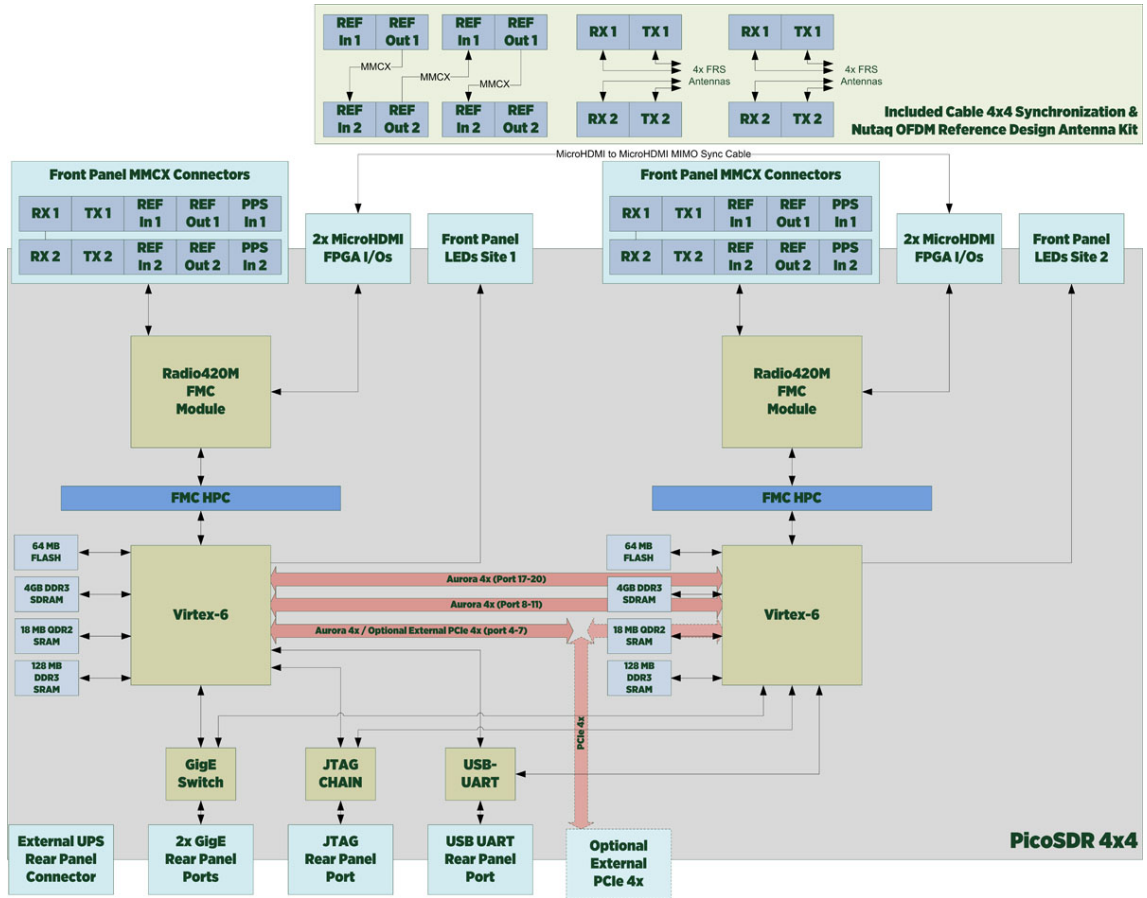 REF In 1
REF Out 1
REF In 1
REF Out 1
RX 1
TX 1
RX 1
TX 1
MMCX
MMCX
MMCX
4x FRS
Antennas
4x FRS
Antennas
REF In 2
REF Out 2
REF In 2
REF Out 2
RX 2
TX 2
RX 2
TX 2
Included Cable 4x4 Synchronization &
Nutaq OFDM Reference Design Antenna Kit
MicroHDMI to MicroHDMI MIMO Sync Cable
Front Panel MMCX Connectors
RX 1
TX 1
REF In 1
REF Out 1
PPS In 1
RX 2
TX 2
REF In 2
REF Out 2
PPS In 2
2x MicroHDMI
FPGA I/Os
Front Panel
LEDs Site 1
Front Panel MMCX Connectors
RX 1
TX 1
REF In 1
REF Out 1
PPS In 1
RX 2
TX 2
REF In 2
REF Out 2
PPS In 2
2x MicroHDMI
FPGA I/Os
Front Panel
LEDs Site 2
Radio420M
FMC
Module
Radio420M
FMC
Module
FMC HPC
FMC HPC
64 MB
FLASH
4GB DDR3
SDRAM
18 MB QDR2
SRAM
128 MB
DDR3
SRAM
Virtex-6
Aurora 4x (Port 17-20)
Aurora 4x (Port 8-11)
Aurora 4x / Optional External PCIe 4x (port 4-7)
64 MB
FLASH
4GB DDR3
SDRAM
18 MB QDR2
SRAM
128 MB
DDR3
SRAM
Virtex-6
PCIe 4x
GigE
Switch
JTAG
CHAIN
USB-
UART
External UPS
Rear Panel
Connector
2x GigE
Rear Panel
Ports
JTAG
Rear Panel
Port
USB UART
Rear Panel
Port
Optional
External
PCIe 4x
PicoSDR 4x4